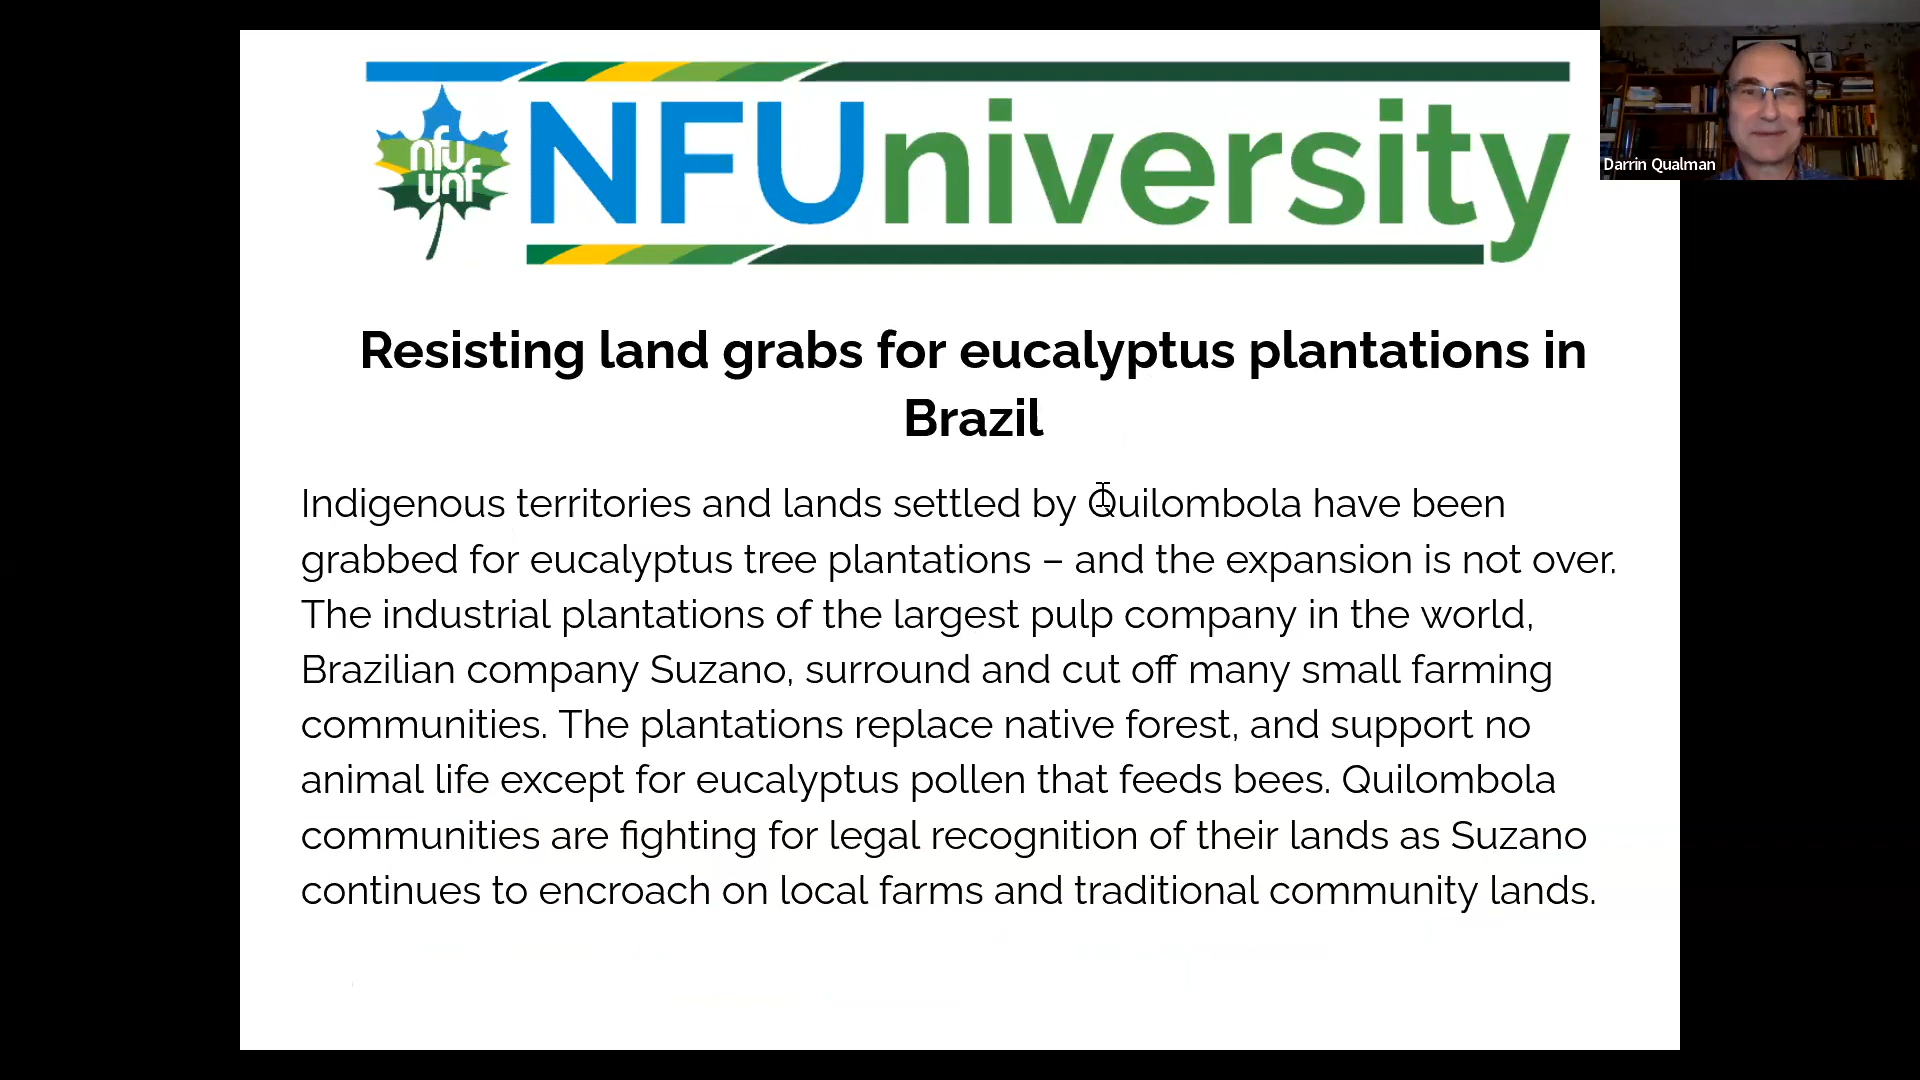 NFUniversity
nfu
unf
Darrin Qualman
Resisting land grabs for eucalyptus plantations in
Brazil
Indigenous territories and lands settled by Quilombola have been
grabbed for eucalyptus tree plantations – and the expansion is not over.
The industrial plantations of the largest pulp company in the world,
Brazilian company Suzano, surround and cut off many small farming
communities. The plantations replace native forest, and support no
animal life except for eucalyptus pollen that feeds bees. Quilombola
communities are fighting for legal recognition of their lands as Suzano
continues to encroach on local farms and traditional community lands.